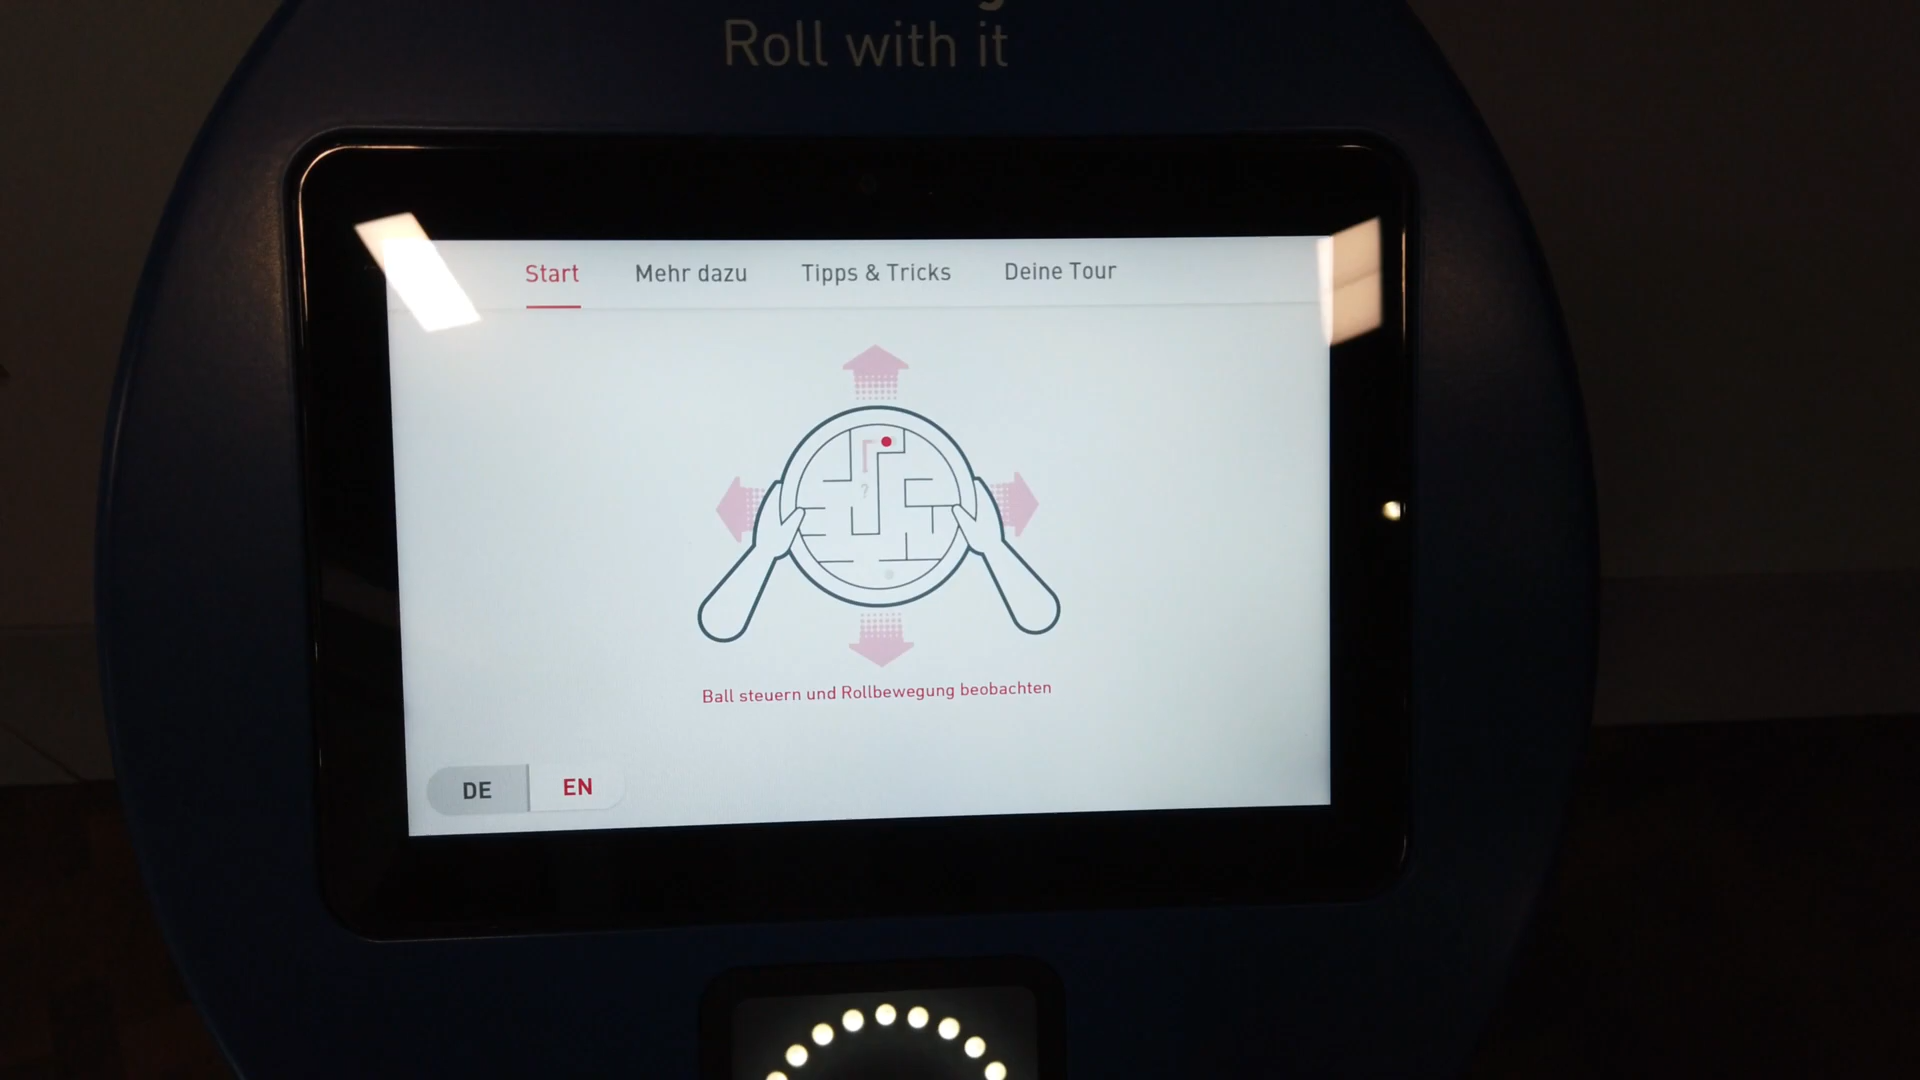 Roll with it
Start Mehr dazu Tipps & Tricks Deine Tour
?
Ball steuern und Rollbewegung beobachten
DE EN